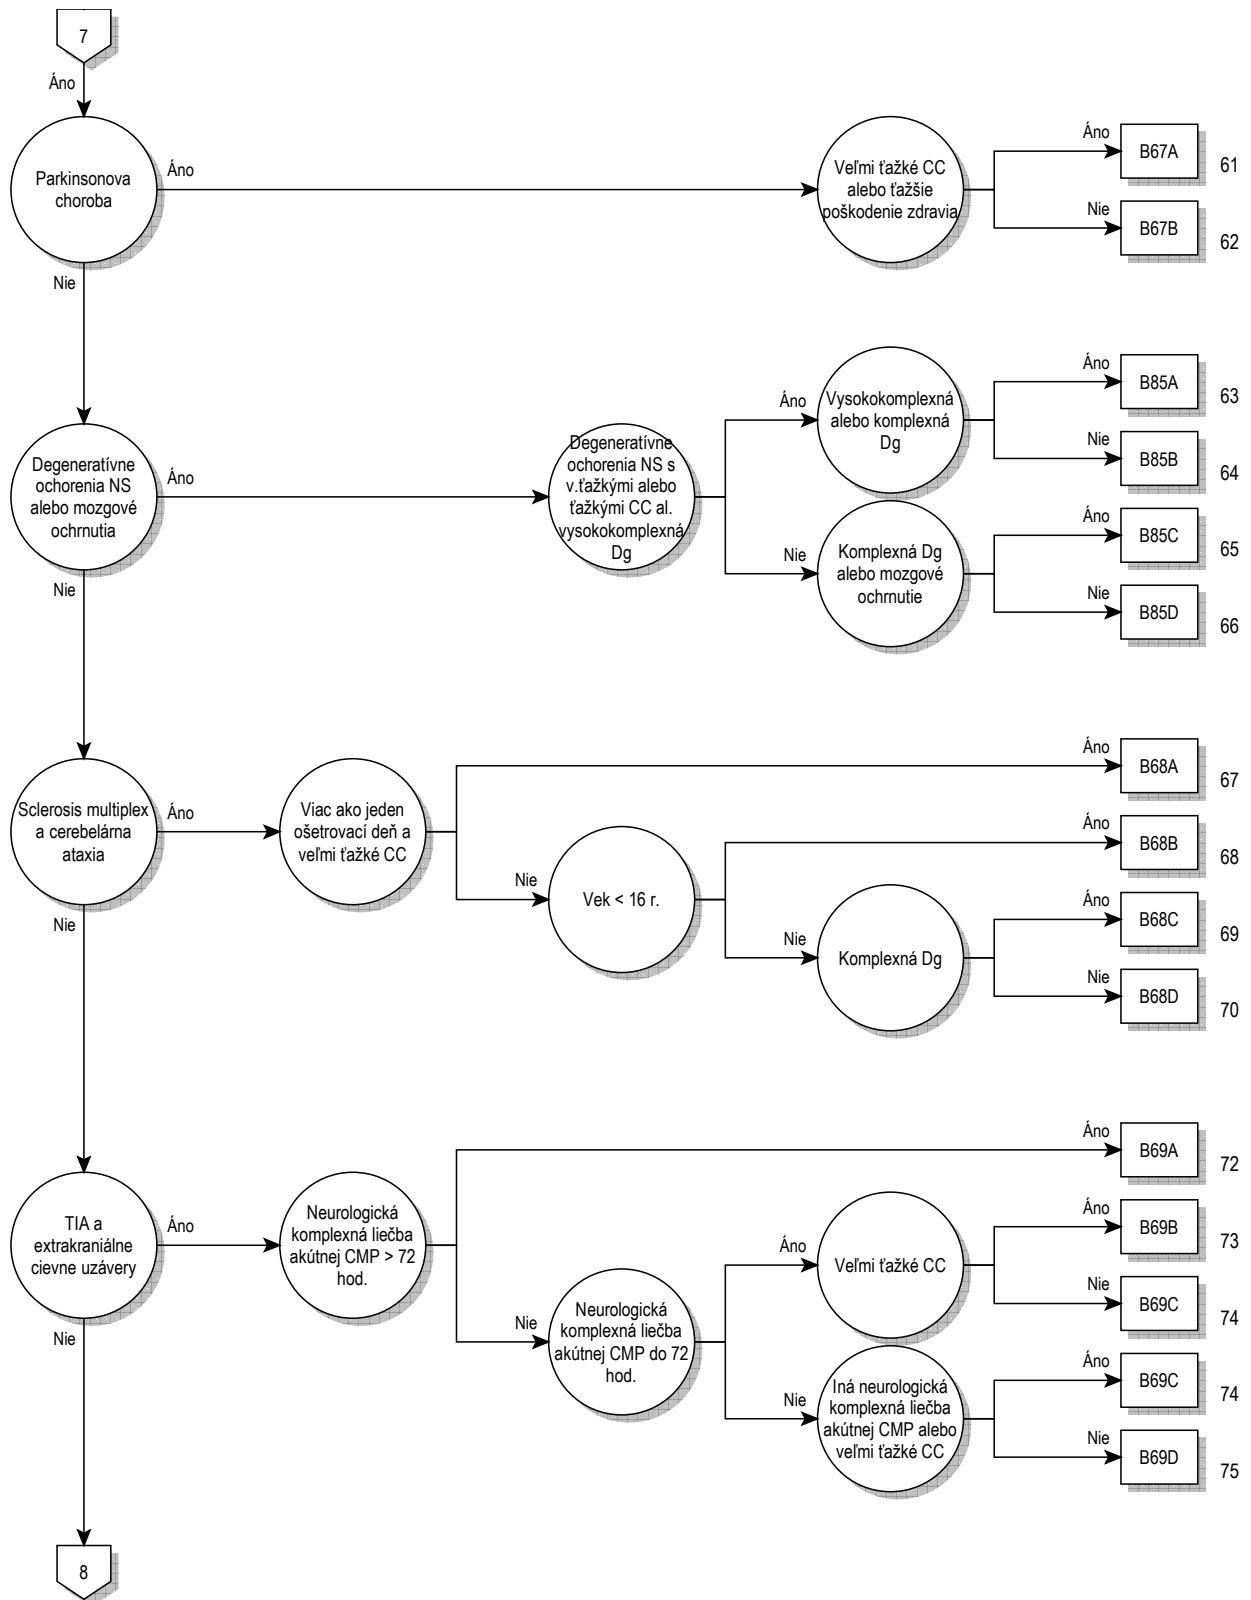 7
Áno
Parkinsonova
choroba
Áno
Veľmi ťažké CC
alebo ťažšie
poškodenie zdravia
Áno
B67A
61
Nie
B67B
62
Nie
Degeneratívne
ochorenia NS
alebo mozgové
ochrnutia
Áno
Degeneratívne
ochorenia NS s
v.ťažkými alebo
ťažkými CC al.
vysokokomplexná
Dg
Áno
Vysokokomplexná
alebo komplexná
Dg
Áno
B85A
63
Nie
B85B
64
Nie
Komplexná Dg
alebo mozgové
ochrnutie
Áno
B85C
65
Nie
B85D
66
Nie
Sclerosis multiplex
a cerebelárna
ataxia
Áno
Viac ako jeden
ošetrovací deň a
veľmi ťažké CC
Áno
B68A
67
Nie
Vek < 16 r.
Áno
B68B
68
Nie
Komplexná Dg
Áno
B68C
69
Nie
B68D
70
Nie
TIA a
extrakraniálne
cievne uzávery
Áno
Neurologická
komplexná liečba
akútnej CMP > 72
hod.
Áno
B69A
72
Nie
Neurologická
komplexná liečba
akútnej CMP do 72
hod.
Áno
Veľmi ťažké CC
Áno
B69B
73
Nie
B69C
74
Nie
Iná neurologická
komplexná liečba
akútnej CMP alebo
veľmi ťažké CC
Áno
B69C
74
Nie
B69D
75
Nie
8